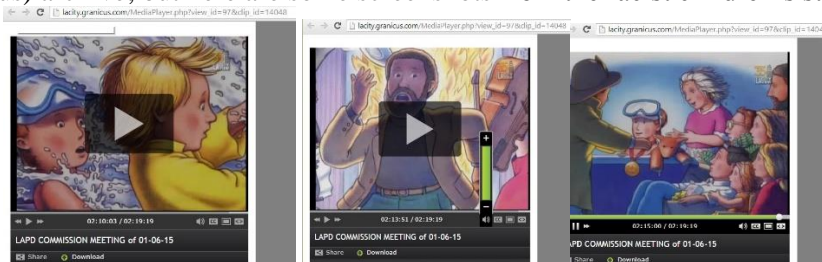 lacity.granicus.com/MediaPlayer.php?view_id=97&clip_id=14048
lacity.granicus.com/MediaPlayer.php?view_id=97&clip_id=14048
lacity.granicus.com/MediaPlayer.php?view_id=97&clip_id=1404
02:10:03 / 02:19:19
02:13:51 / 02:19:19
02:15:00 / 02:19:19
LAPD COMMISSION MEETING of 01-06-15
LAPD COMMISSION MEETING of 01-06-15
APD COMMISSION MEETING of 01-06-15
Share Download
Share Download
Share Download